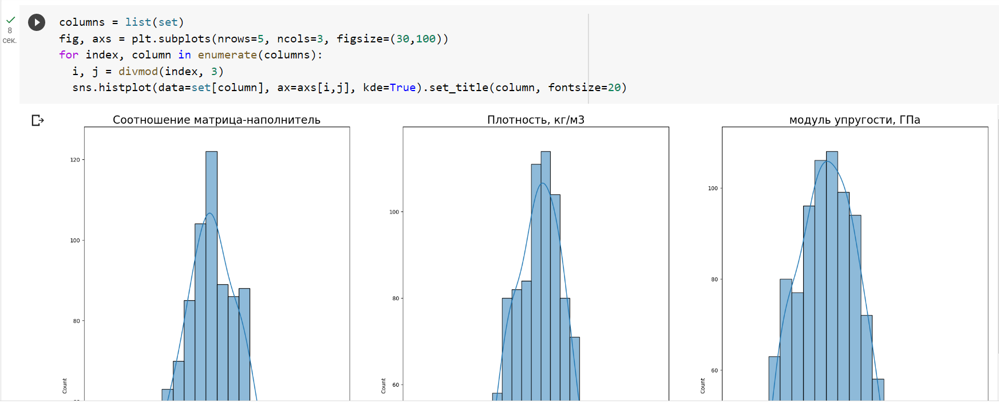 columns = list(set)
fig, axs = plt.subplots(nrows=5, ncols=3, figsize=(30,100))
for index, column in enumerate(columns):
  i, j = divmod(index, 3)
  sns.histplot(data=set[column], ax=axs[i,j], kde=True).set_title(column, fontsize=20)
8
сек.
Соотношение матрица-наполнитель
120
100
80
Count
Плотность, кг/м3
100
80
60
Count
модуль упругости, ГПа
100
80
60
Count